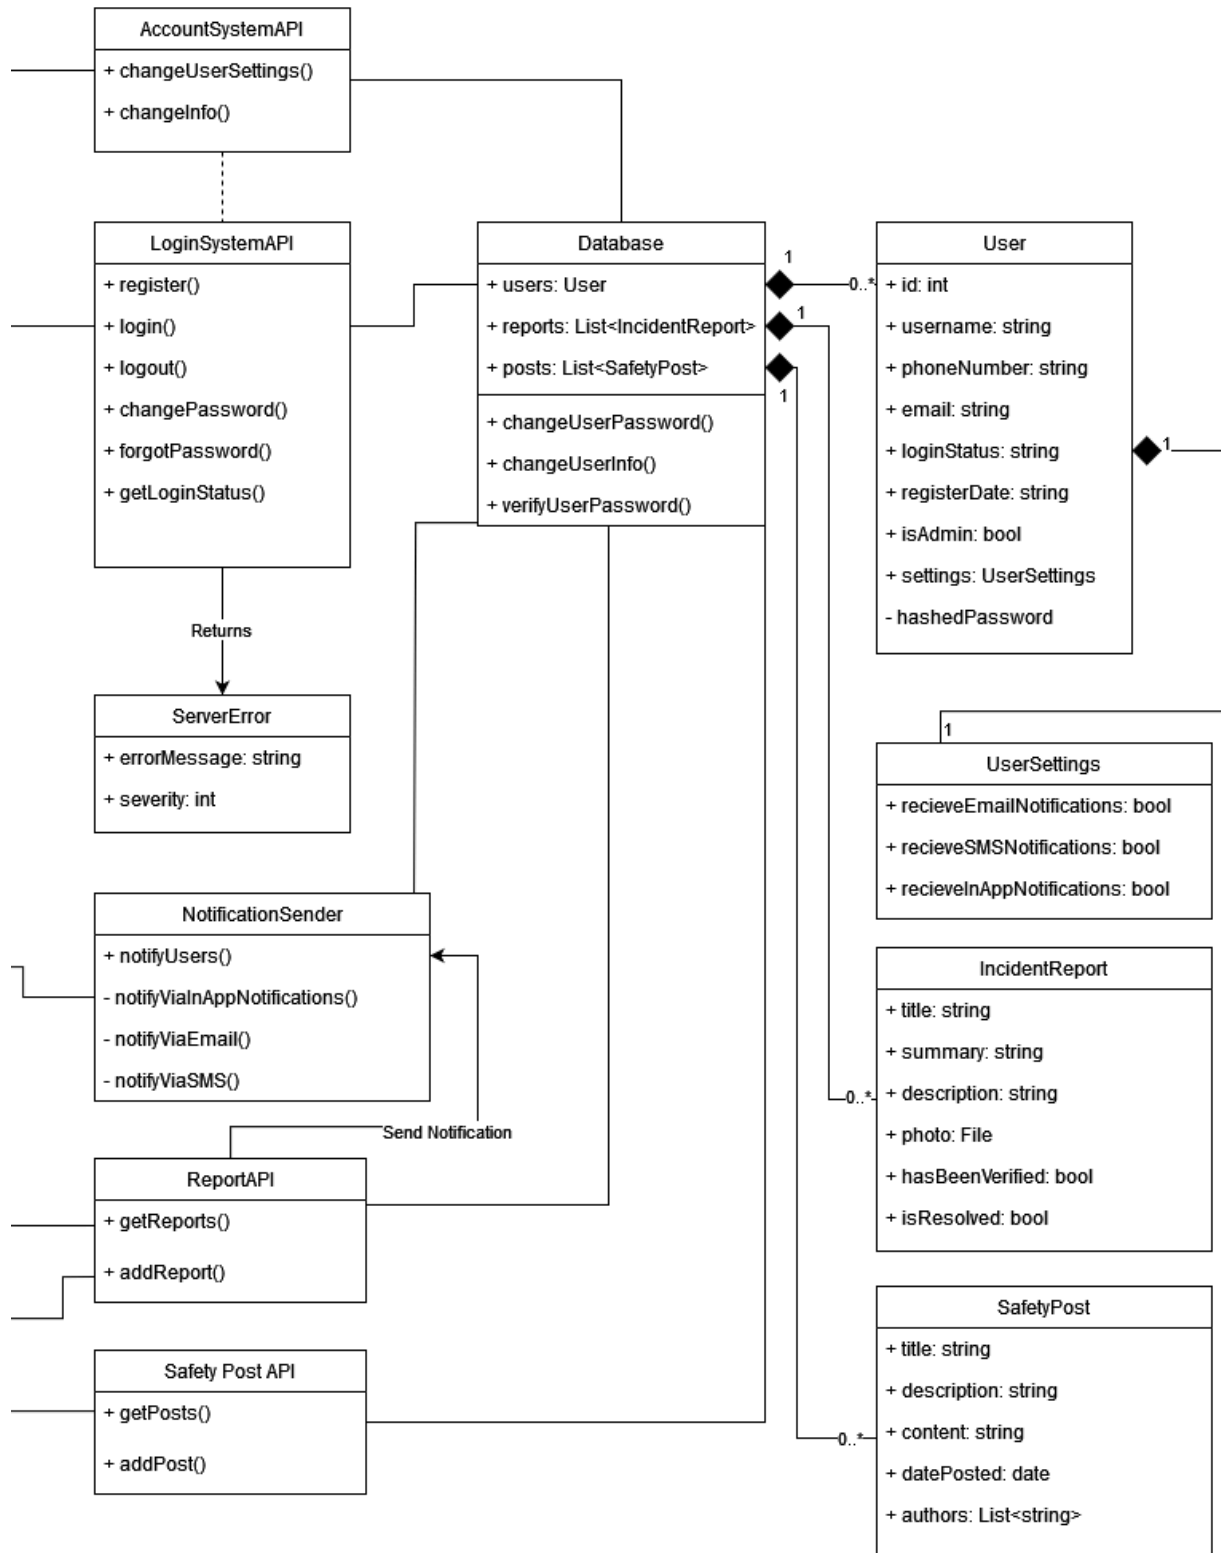 AccountSystemAPI
+ changeUserSettings()
+ changeInfo()
LoginSystemAPI
+ register()
+ login()
+ logout()
+ changePassword()
+ forgotPassword()
+ getLoginStatus()
Returns
ServerError
+ errorMessage: string
+ severity: int
Database
+ users: User
+ reports: List<IncidentReport>
+ posts: List<SafetyPost>
+ changeUserPassword()
+ changeUserInfo()
+ verifyUserPassword()
1
0..*
1
0..*
1
0..*
User
+ id: int
+ username: string
+ phoneNumber: string
+ email: string
+ loginStatus: string
+ registerDate: string
+ isAdmin: bool
+ settings: UserSettings
- hashedPassword
1
1
UserSettings
+ recieveEmailNotifications: bool
+ recieveSMSNotifications: bool
+ recieveInAppNotifications: bool
NotificationSender
+ notifyUsers()
- notifyViaInAppNotifications()
- notifyViaEmail()
- notifyViaSMS()
Send Notification
ReportAPI
+ getReports()
+ addReport()
Safety Post API
+ getPosts()
+ addPost()
IncidentReport
+ title: string
+ summary: string
+ description: string
+ photo: File
+ hasBeenVerified: bool
+ isResolved: bool
SafetyPost
+ title: string
+ description: string
+ content: string
+ datePosted: date
+ authors: List<string>